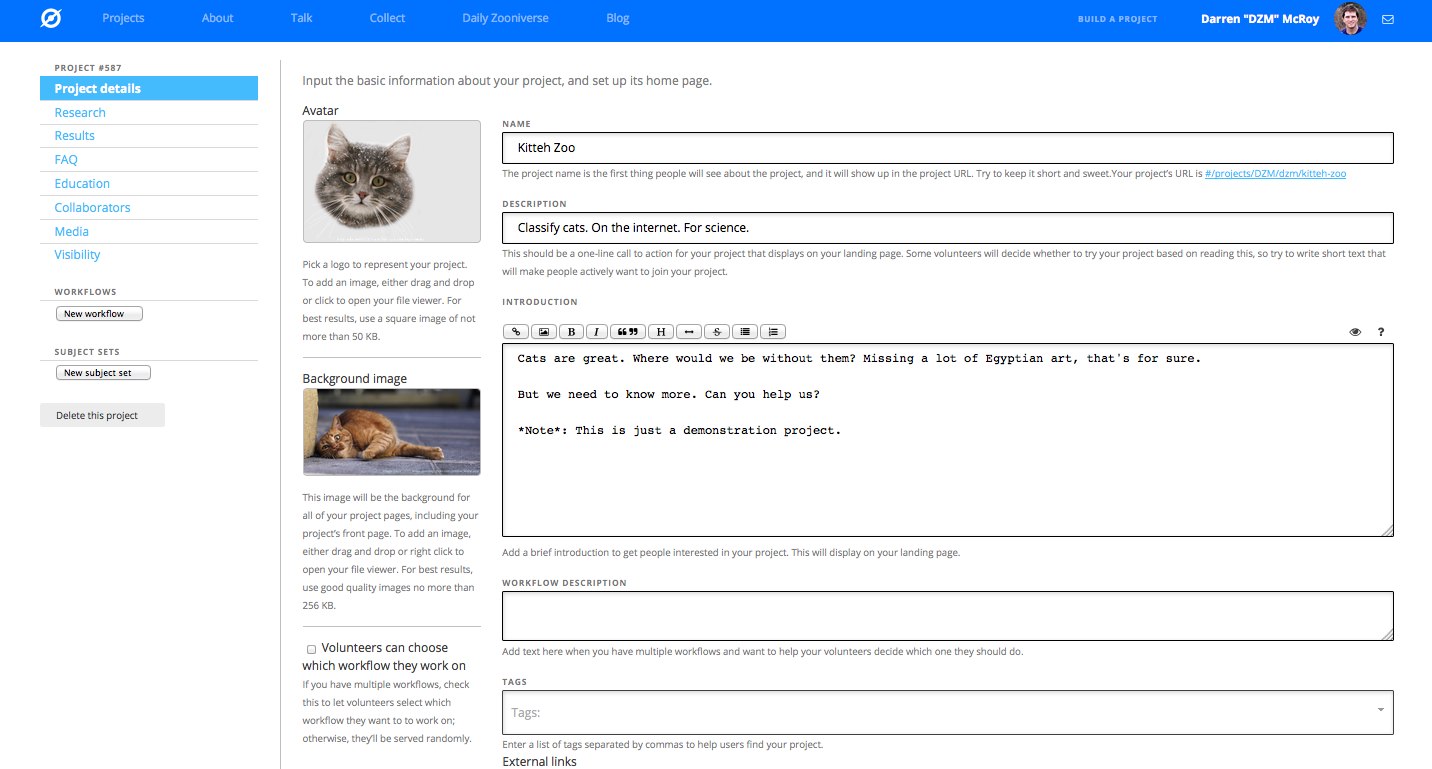 Projects About Talk Collect Daily Zooniverse Blog BUILD A PROJECT Darren "DZM" McRoy
PROJECT #587
Project details
Research
Results
FAQ
Education
Collaborators
Media
Visibility
WORKFLOWS
New workflow
SUBJECT SETS
New subject set
Delete this project
Input the basic information about your project, and set up its home page.
Avatar
Pick a logo to represent your project.
To add an image, either drag and drop
or click to open your file viewer. For
best results, use a square image of not
more than 50 KB.
Background image
This image will be the background for
all of your project pages, including your
project's front page. To add an image,
either drag and drop or right click to
open your file viewer. For best results,
use good quality images no more than
256 KB.
Volunteers can choose
which workflow they work on
If you have multiple workflows, check
this to let volunteers select which
workflow they want to to work on;
otherwise, they'll be served randomly.
NAME
Kitteh Zoo
The project name is the first thing people will see about the project, and it will show up in the project URL. Try to keep it short and sweet.Your project's URL is #/projects/DZM/dzm/kitteh-zoo
DESCRIPTION
Classify cats. On the internet. For science.
This should be a one-line call to action for your project that displays on your landing page. Some volunteers will decide whether to try your project based on reading this, so try to write short text that
will make people actively want to join your project.
INTRODUCTION
B I ❝❞ H S ?
Cats are great. Where would we be without them? Missing a lot of Egyptian art, that's for sure.
But we need to know more. Can you help us?
*Note*: This is just a demonstration project.
Add a brief introduction to get people interested in your project. This will display on your landing page.
WORKFLOW DESCRIPTION
Add text here when you have multiple workflows and want to help your volunteers decide which one they should do.
TAGS
Tags:
Enter a list of tags separated by commas to help users find your project.
External links